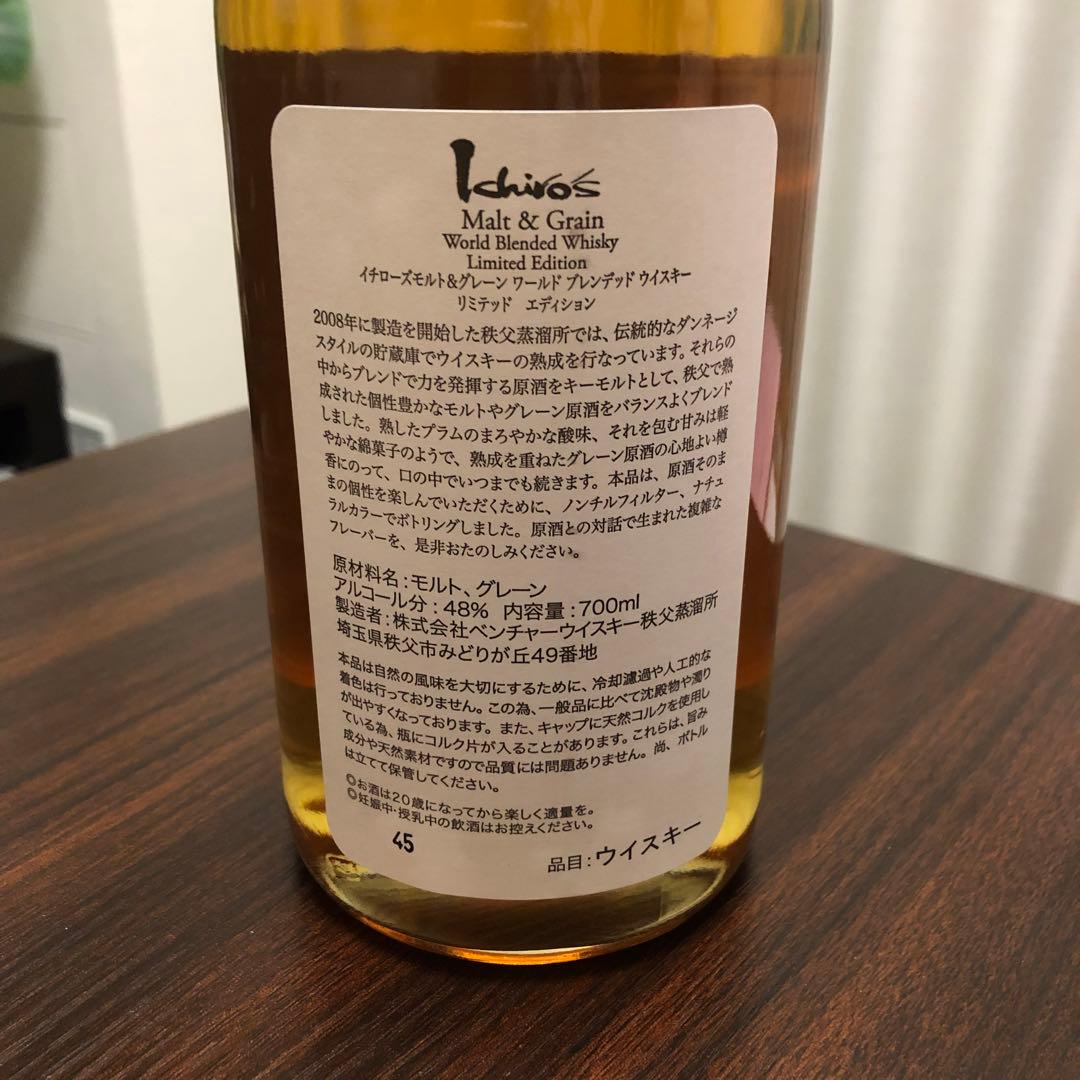 Ichiro's
Malt & Grain
World Blended Whisky
Limited Edition
イチローズモルト&グレーン ワールド ブレンデッド ウイスキー
リミテッド エディション
2008年に製造を開始した秩父蒸溜所では、伝統的なダンネージ
スタイルの貯蔵庫でウイスキーの熟成を行なっています。それらの
中からブレンドで力を発揮する原酒をキーモルトとして、秩父で熟
成された個性豊かなモルトやグレーン原酒をバランスよくブレンド
しました。熟したプラムのまろやかな酸味、それを包む甘みは軽
やかな綿菓子のようで、熟成を重ねたグレーン原酒の心地よい樽
香にのって、口の中でいつまでも続きます。本品は、原酒そのま
まの個性を楽しんでいただくために、ノンチルフィルター、ナチュ
ラルカラーでボトリングしました。原酒との対話で生まれた複雑な
フレーバーを、是非おたのしみください。
原材料名:モルト、グレーン
アルコール分:48% 内容量:700ml
製造者:株式会社ベンチャーウイスキー秩父蒸溜所
埼玉県秩父市みどりが丘49番地
本品は自然の風味を大切にするために、冷却濾過や人工的な
着色は行っておりません。この為、一般品に比べて沈殿物や濁り
が出やすくなっております。また、キャップに天然コルクを使用し
ている為、瓶にコルク片が入ることがあります。これらは、旨み
成分や天然素材ですので品質には問題ありません。尚、ボトル
は立てて保管してください。
◎お酒は20歳になってから楽しく適量を。
◎妊娠中・授乳中の飲酒はお控えください。
45
品目:ウイスキー